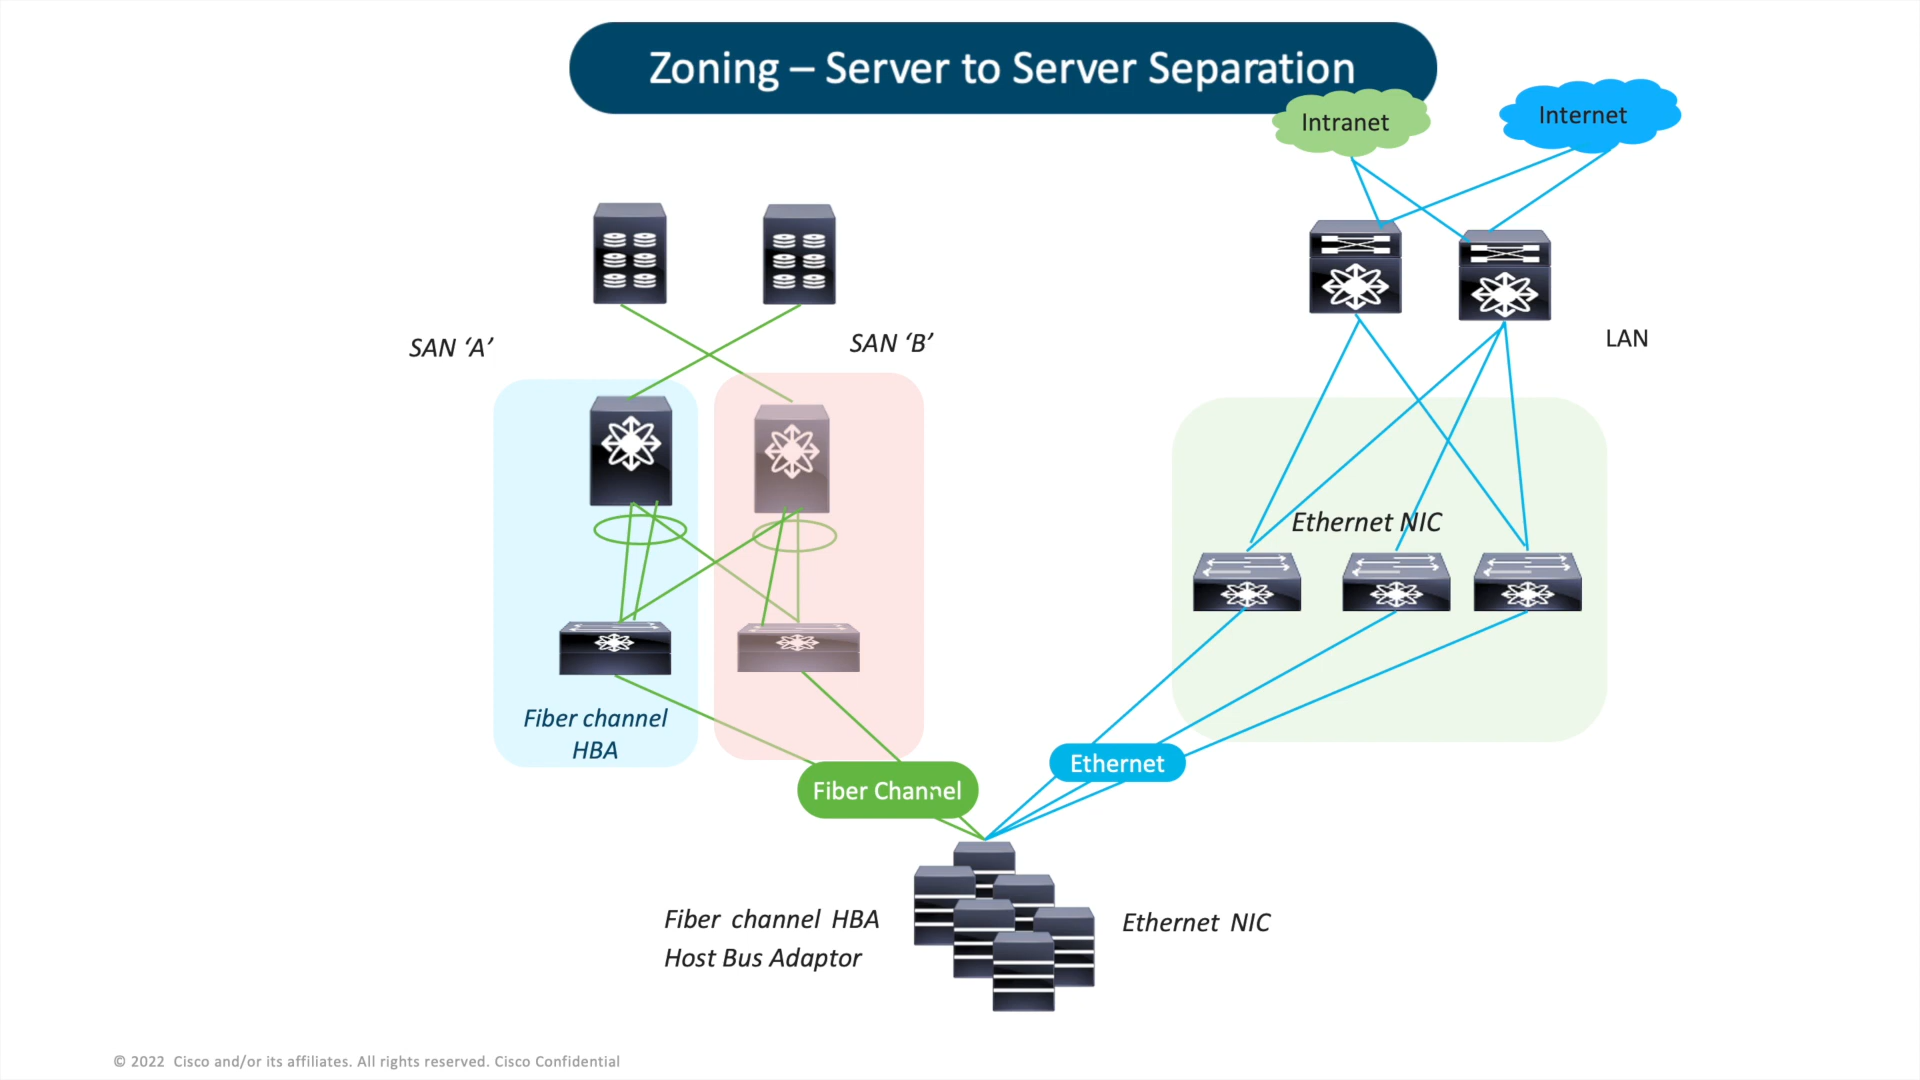 Zoning – Server to Server Separation
Intranet
Internet
SAN ‘A’
SAN ‘B’
LAN
Ethernet NIC
Fiber channel
HBA
Fiber Channel
Ethernet
Fiber channel HBA
Host Bus Adaptor
Ethernet NIC
© 2022 Cisco and/or its affiliates. All rights reserved. Cisco Confidential